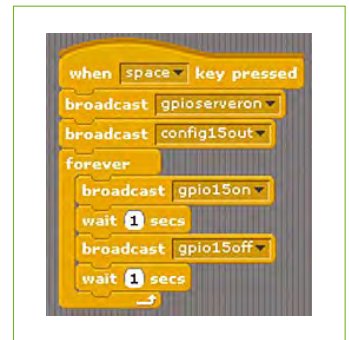 when space key pressed
broadcast gpioserveron
broadcast config15out
forever
broadcast gpio15on
wait 1 secs
broadcast gpio15off
wait 1 secs